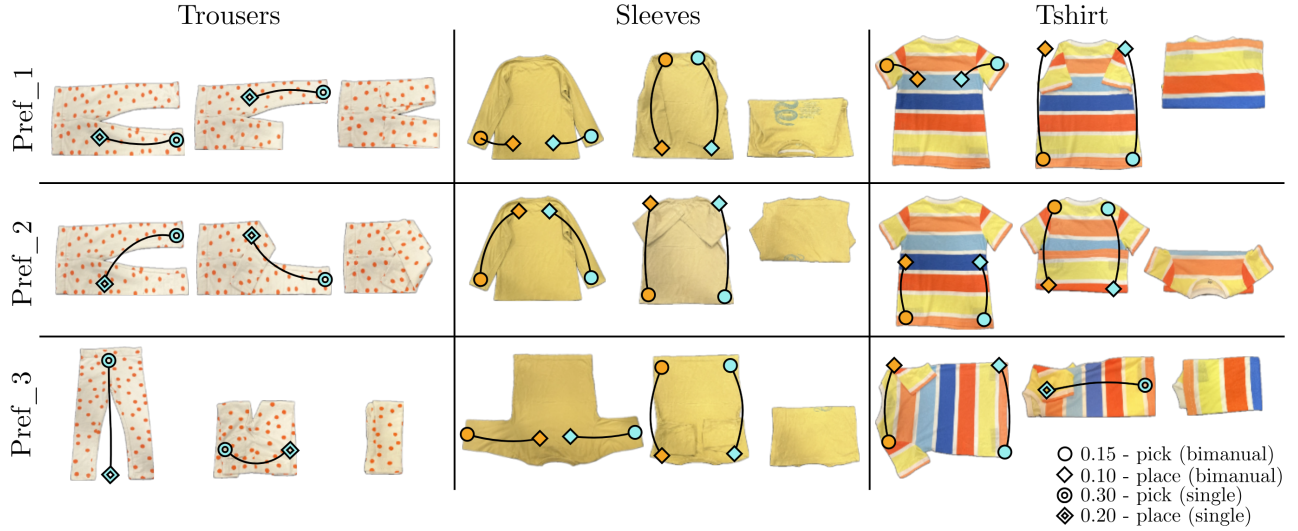 Trousers Sleeves Tshirt
Pref_1
Pref_2
Pref_3
0.15 - pick (bimanual)
0.10 - place (bimanual)
0.30 - pick (single)
0.20 - place (single)